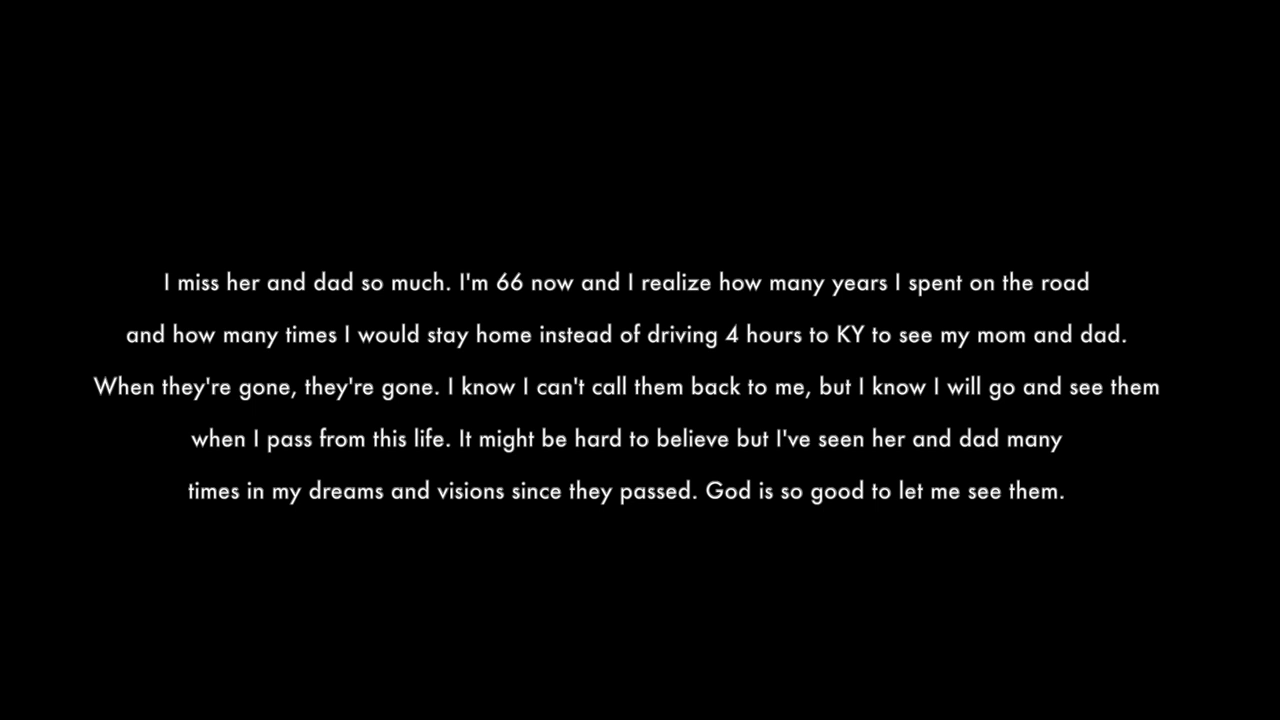 I miss her and dad so much. I'm 66 now and I realize how many years I spent on the road
and how many times I would stay home instead of driving 4 hours to KY to see my mom and dad.
When they're gone, they're gone. I know I can't call them back to me, but I know I will go and see them
when I pass from this life. It might be hard to believe but I've seen her and dad many
times in my dreams and visions since they passed. God is so good to let me see them.